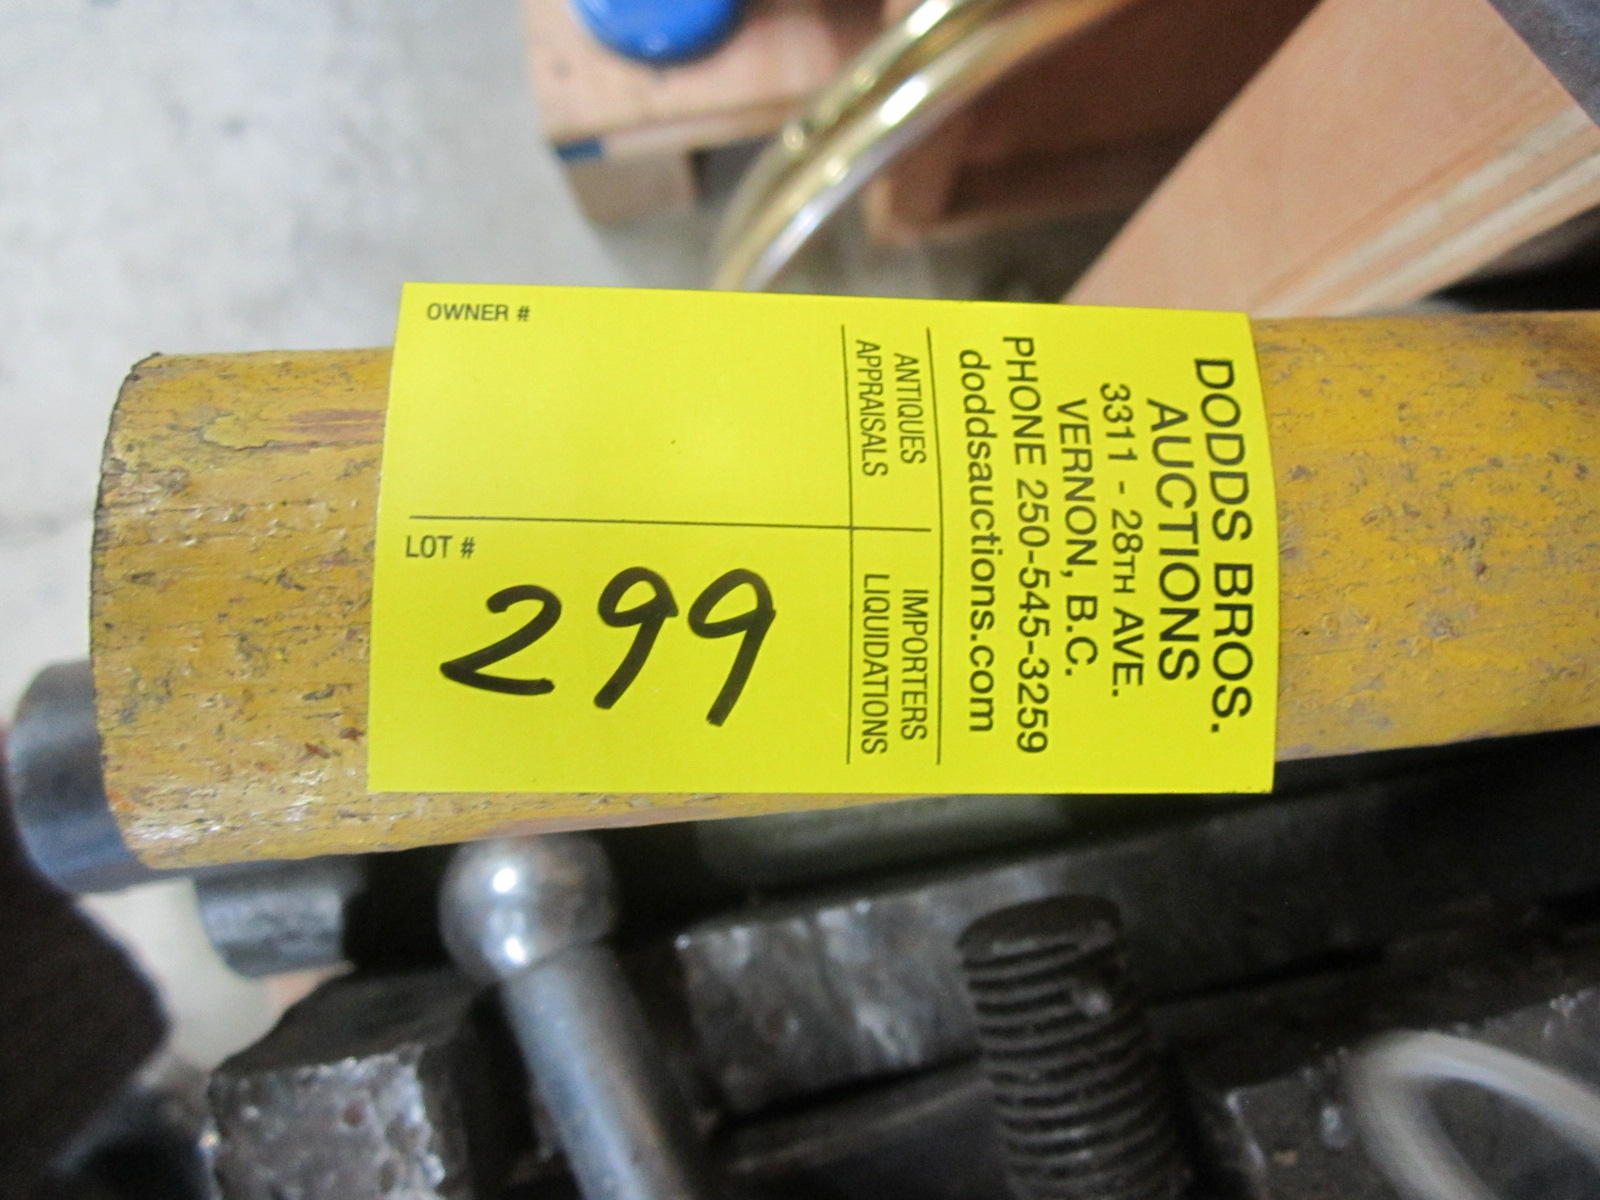 DODDS BROS.
AUCTIONS
3311 - 28TH AVE.
VERNON, B.C.
PHONE 250-545-3259
doddsauctions.com
ANTIQUES
APPRAISALS
IMPORTERS
LIQUIDATIONS
OWNER #
LOT #
299